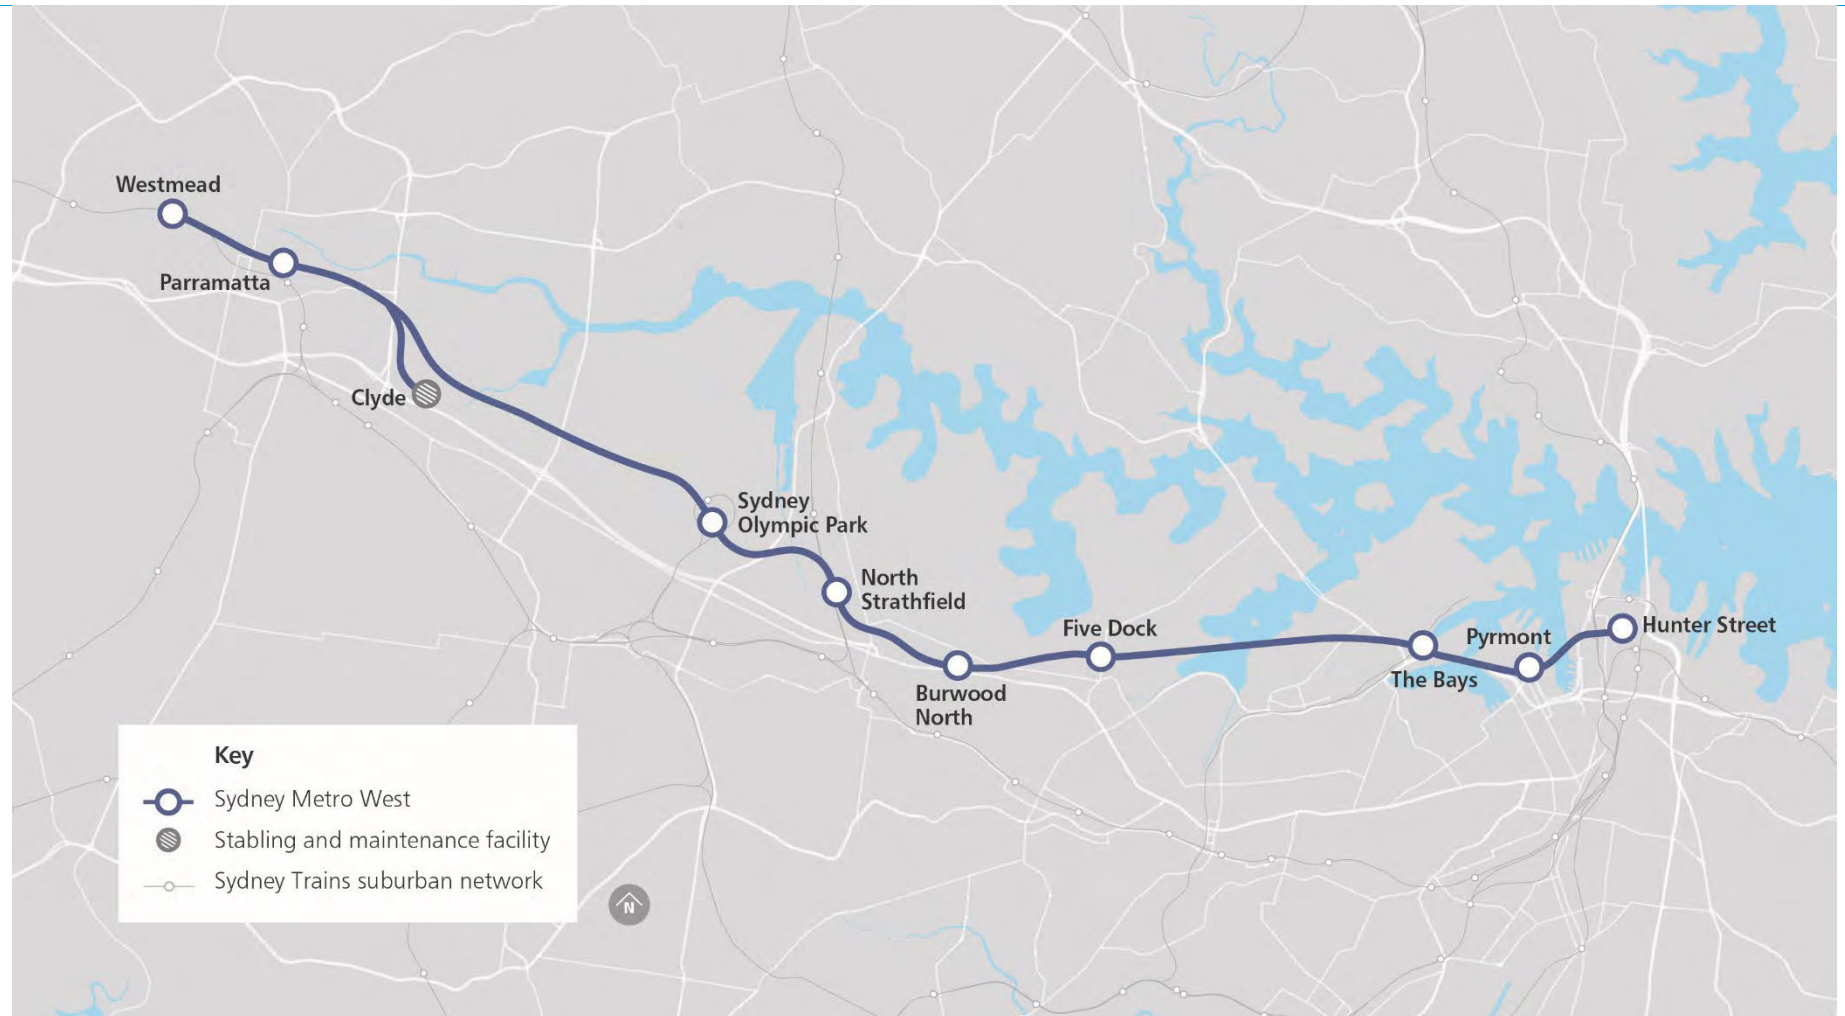 Westmead
Parramatta
Clyde
Sydney
Olympic Park
North
Strathfield
Burwood
North
Five Dock
The Bays
Pyrmont
Hunter Street
Key
Sydney Metro West
Stabling and maintenance facility
Sydney Trains suburban network
N